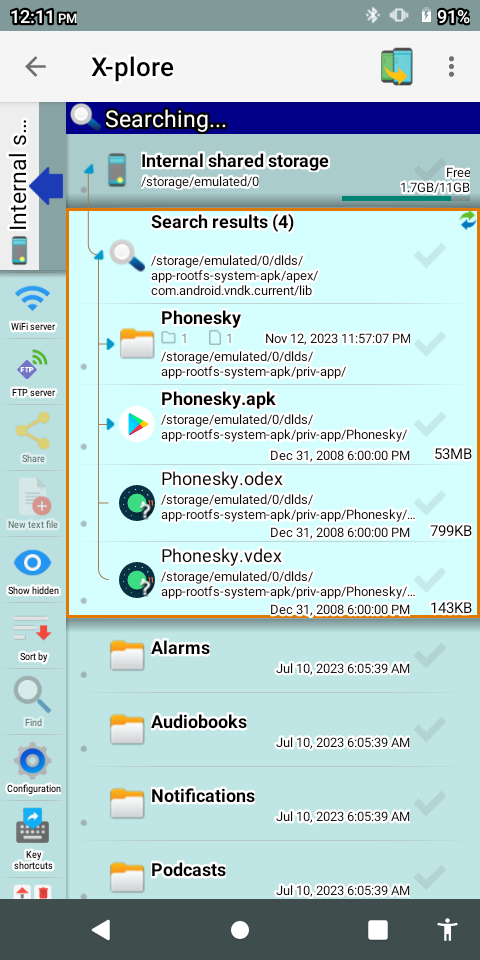 12:11 PM
91%
X-plore
Internal s...
Searching...
Internal shared storage
/storage/emulated/0
Free
1.7GB/11GB
Search results (4)
/storage/emulated/0/dlds/
app-rootfs-system-apk/apex/
com.android.vndk.current/lib
Phonesky
1 1 Nov 12, 2023 11:57:07 PM
/storage/emulated/0/dlds/
app-rootfs-system-apk/priv-app/
Phonesky.apk
/storage/emulated/0/dlds/
app-rootfs-system-apk/priv-app/Phonesky/
Dec 31, 2008 6:00:00 PM 53MB
Phonesky.odex
/storage/emulated/0/dlds/
app-rootfs-system-apk/priv-app/Phonesky/...
Dec 31, 2008 6:00:00 PM 799KB
Phonesky.vdex
/storage/emulated/0/dlds/
app-rootfs-system-apk/priv-app/Phonesky/...
Dec 31, 2008 6:00:00 PM 143KB
Alarms
Jul 10, 2023 6:05:39 AM
Audiobooks
Jul 10, 2023 6:05:39 AM
Notifications
Jul 10, 2023 6:05:39 AM
Podcasts
Jul 10, 2023 6:05:39 AM
WiFi server
FTP
FTP server
Share
New text file
Show hidden
Sort by
Find
Configuration
Key
shortcuts